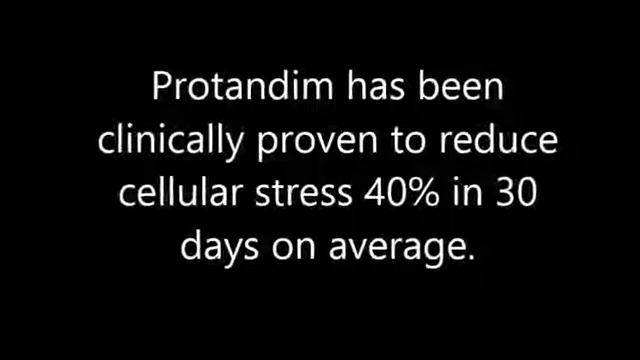 Protandim has been
clinically proven to reduce
cellular stress 40% in 30
days on average.